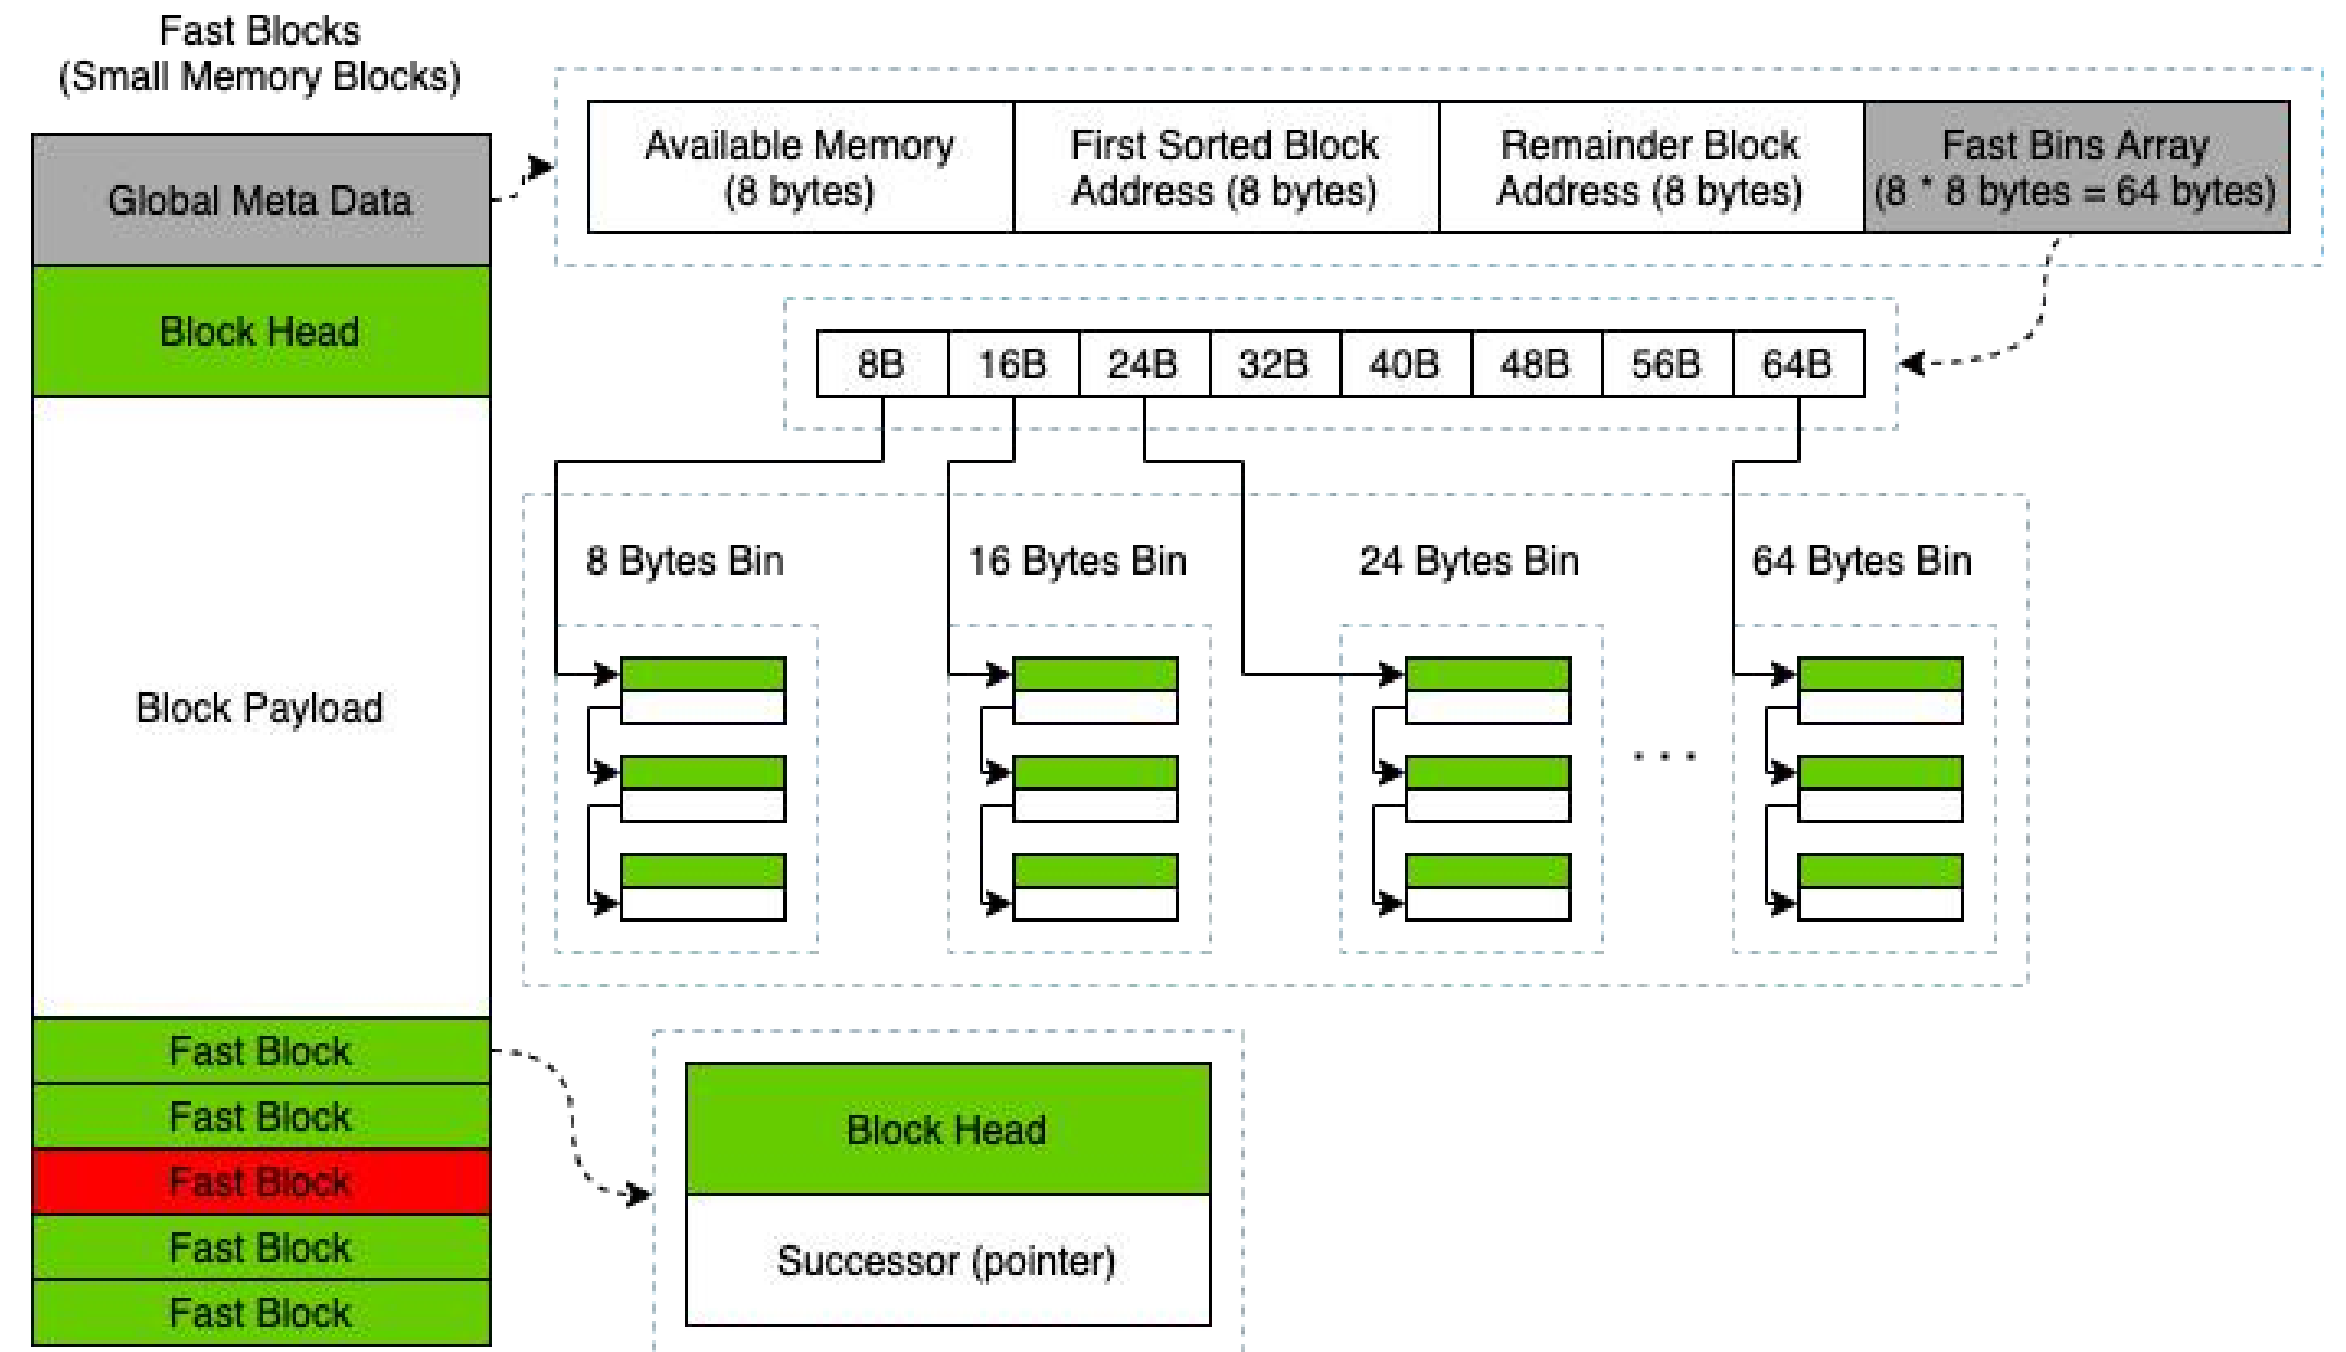 Fast Blocks
(Small Memory Blocks)
Global Meta Data
Block Head
Block Payload
Fast Block
Fast Block
Fast Block
Fast Block
Fast Block
Available Memory
(8 bytes)
First Sorted Block
Address (8 bytes)
Remainder Block
Address (8 bytes)
Fast Bins Array
(8 * 8 bytes = 64 bytes)
8B 16B 24B 32B 40B 48B 56B 64B
8 Bytes Bin
16 Bytes Bin
24 Bytes Bin
64 Bytes Bin
...
Block Head
Successor (pointer)